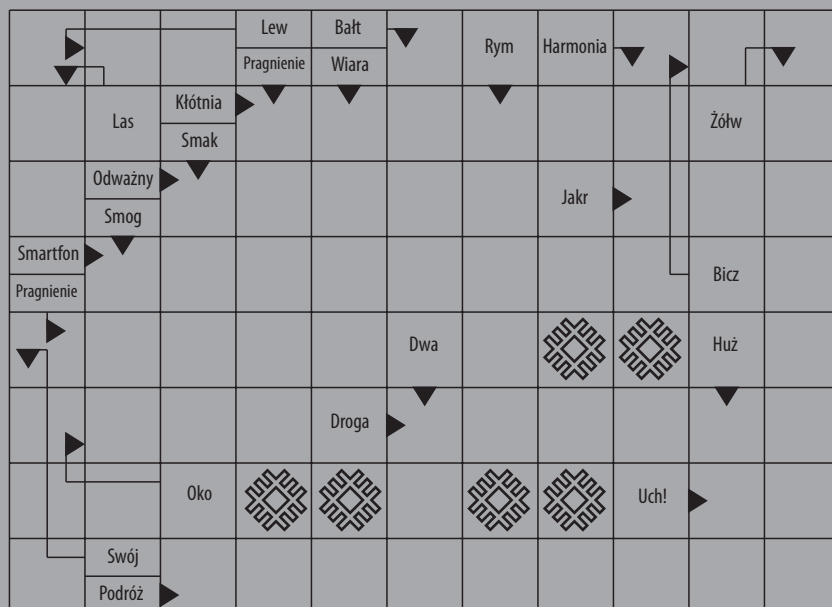 Lew
Bałt
Pragnienie
Wiara
Rym
Harmonia
Las
Kłótnia
Smak
Żółw
Odważny
Smog
Jakr
Smartfon
Pragnienie
Bicz
Dwa
Huż
Droga
Oko
Uch!
Swój
Podróż